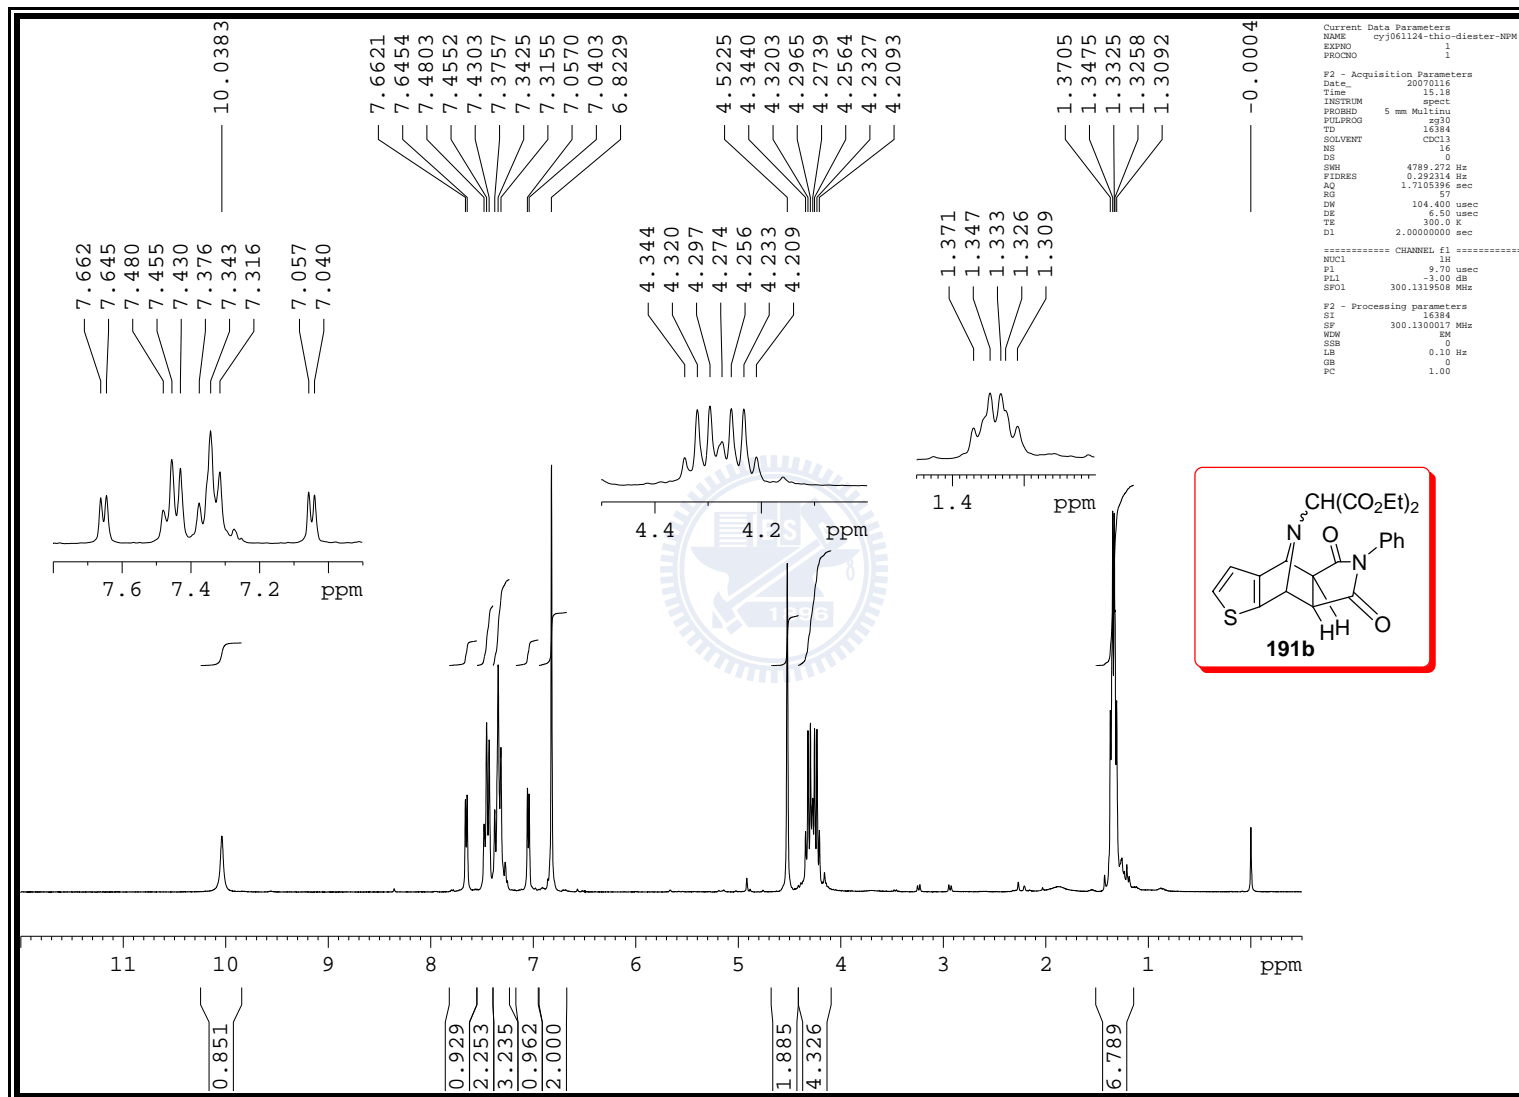 10.0383
7.6621
7.6454
7.4803
7.4552
7.4303
7.3757
7.3425
7.3155
7.0570
7.0403
6.8229
4.5225
4.3440
4.3203
4.2965
4.2739
4.2564
4.2327
4.2093
1.3705
1.3475
1.3325
1.3258
1.3092
-0.0004
Current Data Parameters
NAME cyj061124-thio-diester-NPM
EXPNO 1
PROCNO 1
F2 - Acquisition Parameters
Date_ 20070116
Time 15.18
INSTRUM spect
PROBHD 5 mm Multinu
PULPROG zg30
TD 16384
SOLVENT CDCl3
NS 16
DS 0
SWH 4789.272 Hz
FIDRES 0.292314 Hz
AQ 1.7105396 sec
RG 57
DW 104.400 usec
DE 6.50 usec
TE 300.0 K
D1 2.00000000 sec
============ CHANNEL f1 ============
NUC1 1H
P1 9.70 usec
PL1 -3.00 dB
SFO1 300.1319508 MHz
F2 - Processing parameters
SI 16384
SF 300.1300017 MHz
WDW EM
SSB 0
LB 0.10 Hz
GB 0
PC 1.00
7.662
7.645
7.480
7.455
7.430
7.376
7.343
7.316
7.057
7.040
7.6 7.4 7.2 ppm
4.344
4.320
4.297
4.274
4.256
4.233
4.209
4.4 4.2 ppm
1.371
1.347
1.333
1.326
1.309
1.4 ppm
ES
1896
CH(CO2Et)2
N
O
N
Ph
S
H
H
O
191b
11 10 9 8 7 6 5 4 3 2 1 ppm
0.851
0.929
2.253
3.235
0.962
2.000
1.885
4.326
6.789